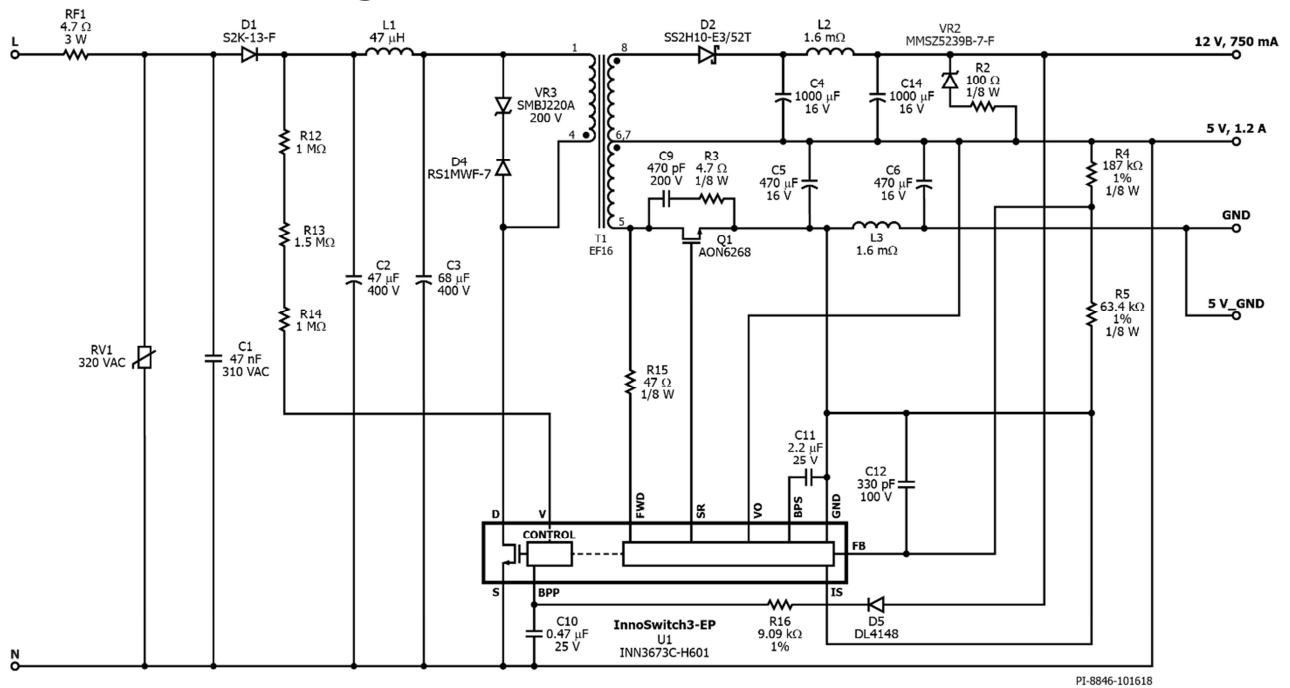 RF1
4.7 Ω
3 W
L
D1
S2K-13-F
L1
47 μH
1
4
VR3
SMBJ220A
200 V
D4
RS1MWF-7
R12
1 MΩ
R13
1.5 MΩ
R14
1 MΩ
C2
47 μF
400 V
C3
68 μF
400 V
RV1
320 VAC
C1
47 nF
310 VAC
8
6,7
5
T1
EF16
D2
SS2H10-E3/52T
L2
1.6 mΩ
VR2
MMSZ5239B-7-F
R2
100 Ω
1/8 W
C4
1000 μF
16 V
C14
1000 μF
16 V
12 V, 750 mA
5 V, 1.2 A
C9
470 pF
200 V
R3
4.7 Ω
1/8 W
C5
470 μF
16 V
C6
470 μF
16 V
R4
187 kΩ
1%
1/8 W
Q1
AON6268
L3
1.6 mΩ
GND
R5
63.4 kΩ
1%
1/8 W
5 V_GND
R15
47 Ω
1/8 W
C11
2.2 μF
25 V
C12
330 pF
100 V
D
V
FWD
SR
VO
BPS
GND
CONTROL
FB
S
BPP
IS
C10
0.47 μF
25 V
InnoSwitch3-EP
U1
INN3673C-H601
R16
9.09 kΩ
1%
D5
DL4148
N
PI-8846-101618